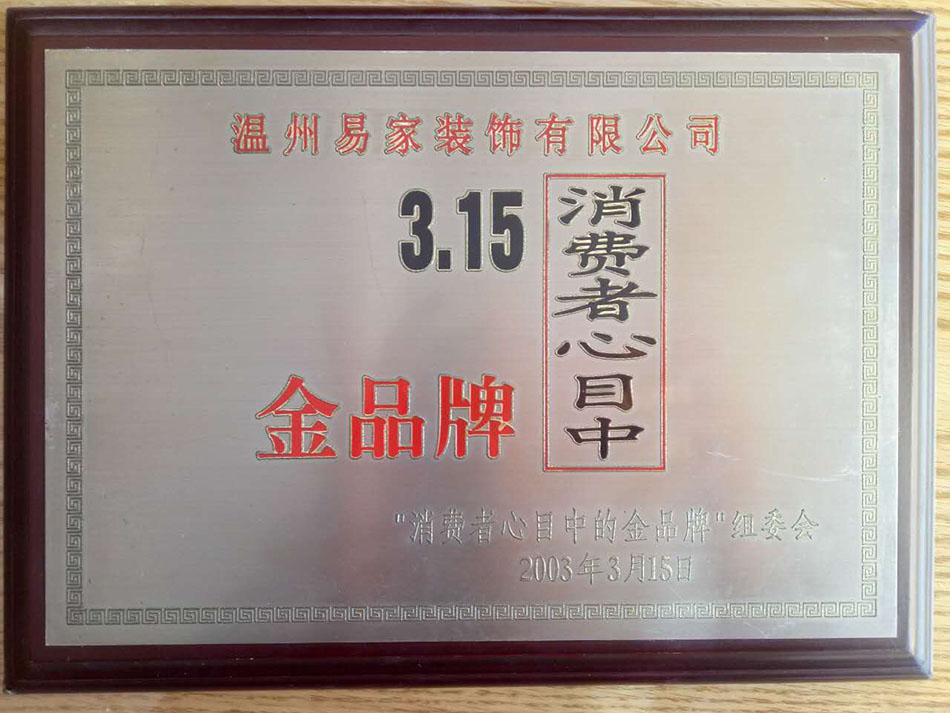 温州易家装饰有限公司
3.15
消费者心目中
金品牌
"消费者心目中的金品牌"组委会
2003年3月15日